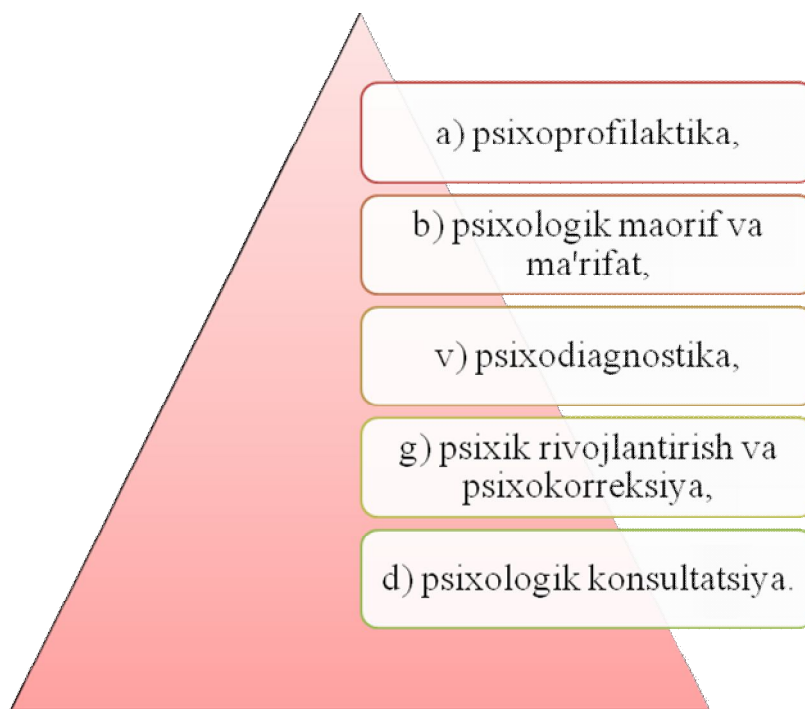 a) psixoprofilaktika,
b) psixologik maorif va
ma'rifat,
v) psixodiagnostika,
g) psixik rivojlantirish va
psixokorreksiya,
d) psixologik konsultatsiya.